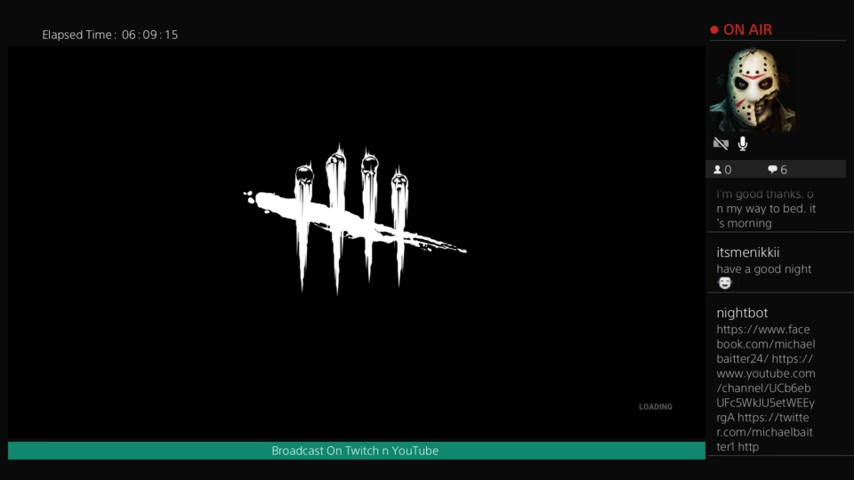 Elapsed Time: 06:09:15
ON AIR
0
6
I'm good thanks. o
n my way to bed. it
's morning
itsmenikkii
have a good night
nightbot
https://www.face
book.com/michael
baitter24/ https://
www.youtube.com
/channel/UCb6eb
UFc5WkJU5etWEEy
rgA https://twitte
r.com/michaelbait
ter1 http
LOADING
Broadcast On Twitch n YouTube